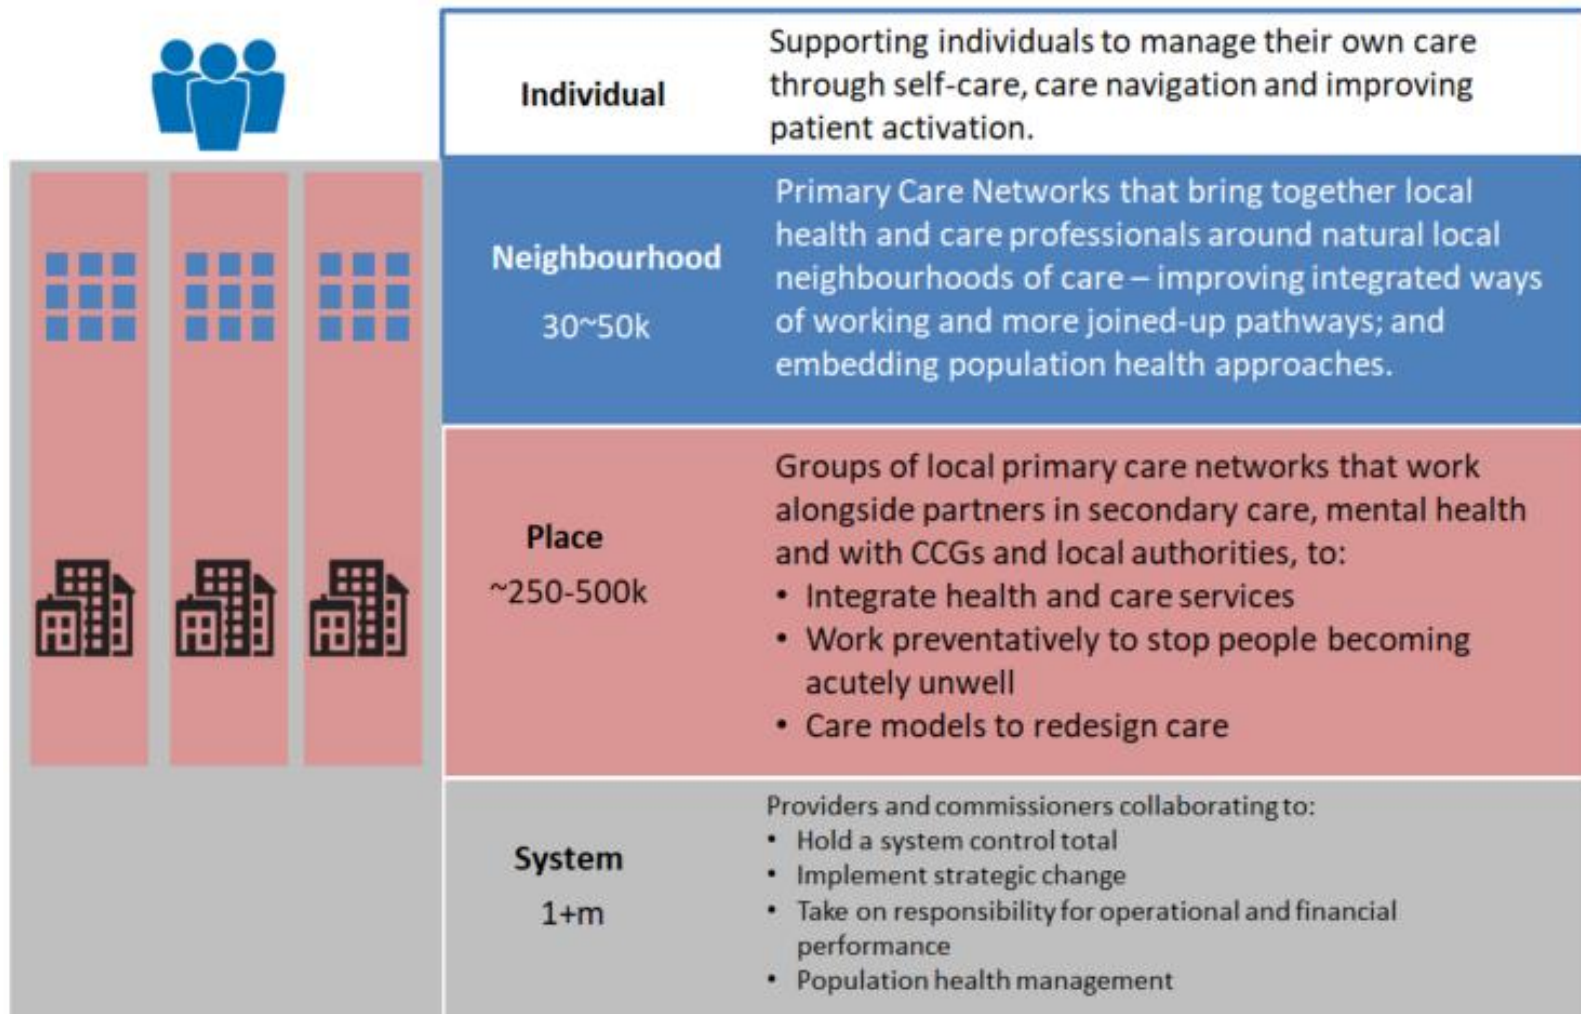 Individual
Supporting individuals to manage their own care
through self-care, care navigation and improving
patient activation.
Neighbourhood
30~50k
Primary Care Networks that bring together local
health and care professionals around natural local
neighbourhoods of care – improving integrated ways
of working and more joined-up pathways; and
embedding population health approaches.
Place
~250-500k
Groups of local primary care networks that work
alongside partners in secondary care, mental health
and with CCGs and local authorities, to:
• Integrate health and care services
• Work preventatively to stop people becoming
acutely unwell
• Care models to redesign care
System
1+m
Providers and commissioners collaborating to:
• Hold a system control total
• Implement strategic change
• Take on responsibility for operational and financial
performance
• Population health management